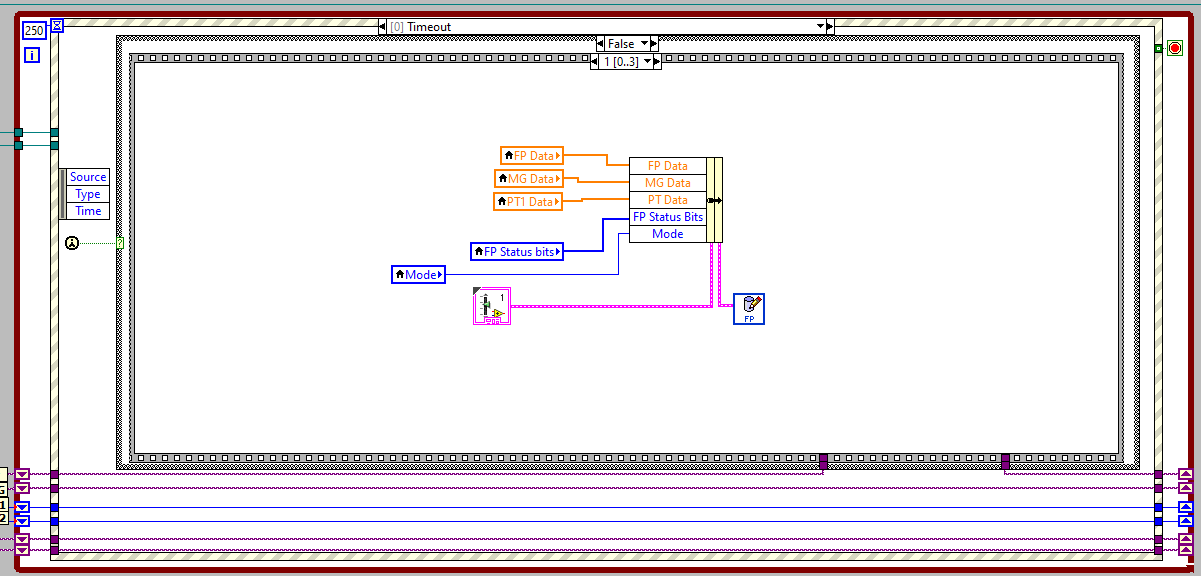 250
[0] Timeout
i
False
1 [0..3]
FP Data
FP Data
MG Data
MG Data
PT1 Data
PT Data
Source
Type
Time
FP Status Bits
Mode
?
FP Status bits
Mode
1
FP
G
1
2